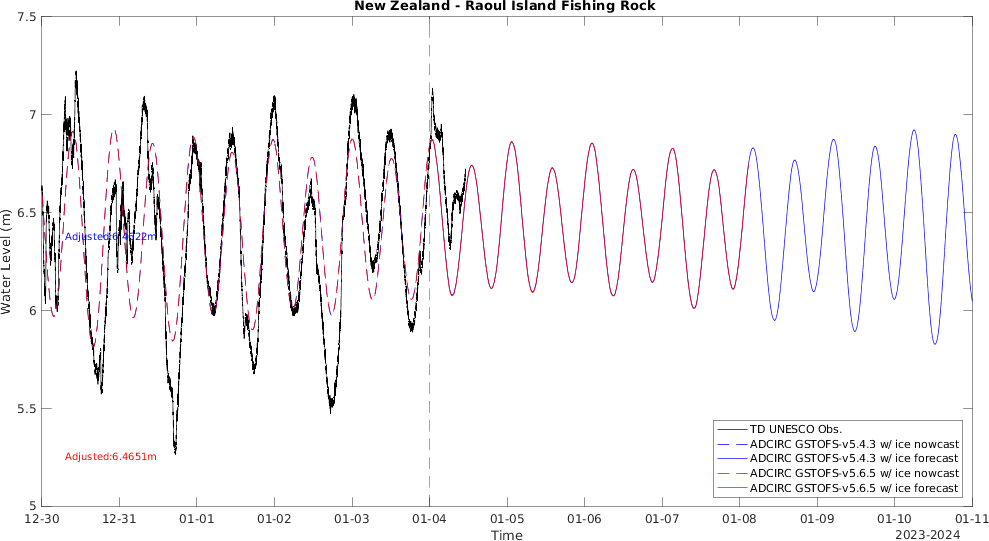 New Zealand - Raoul Island Fishing Rock
7.5
7
6.5
6
5.5
5
Water Level (m)
Adjusted:6.4651m
TD UNESCO Obs.
ADCIRC GSTOFS-v5.4.3 w/ ice nowcast
ADCIRC GSTOFS-v5.4.3 w/ ice forecast
ADCIRC GSTOFS-v5.6.5 w/ ice nowcast
ADCIRC GSTOFS-v5.6.5 w/ ice forecast
12-30 12-31 01-01 01-02 01-03 01-04 01-05 01-06 01-07 01-08 01-09 01-10 01-11
Time
2023-2024